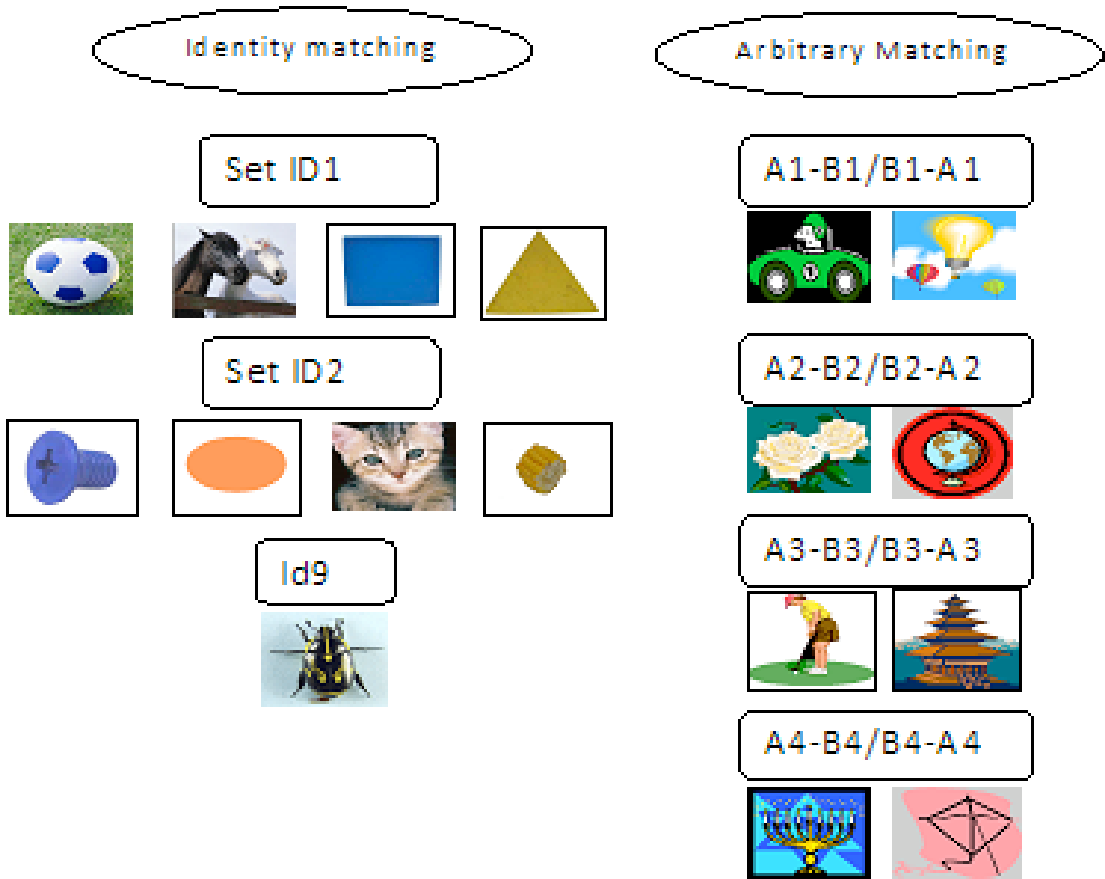 Identity matching
Arbitrary Matching
Set ID1
A1-B1/B1-A1
Set ID2
A2-B2/B2-A2
Id9
A3-B3/B3-A3
A4-B4/B4-A4